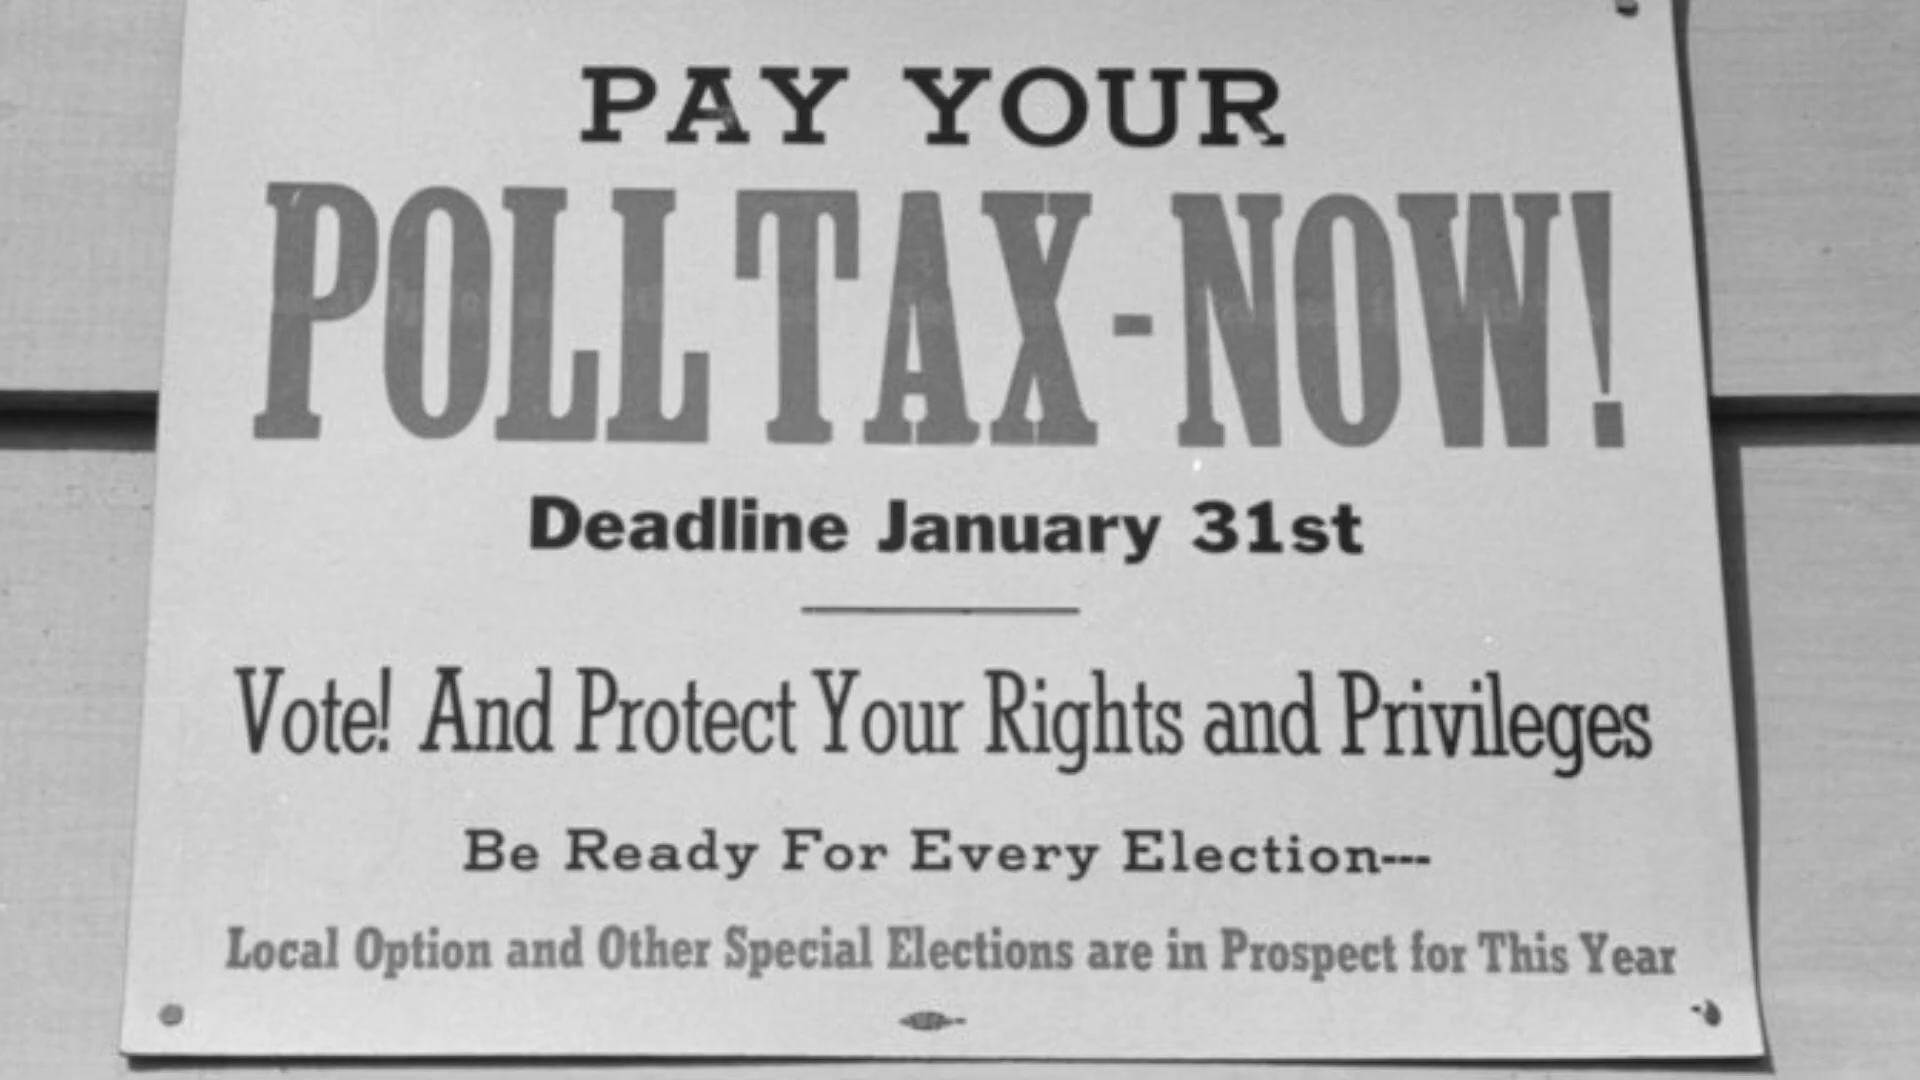 PAY YOUR
POLL TAX - NOW!
Deadline January 31st
Vote! And Protect Your Rights and Privileges
Be Ready For Every Election---
Local Option and Other Special Elections are in Prospect for This Year